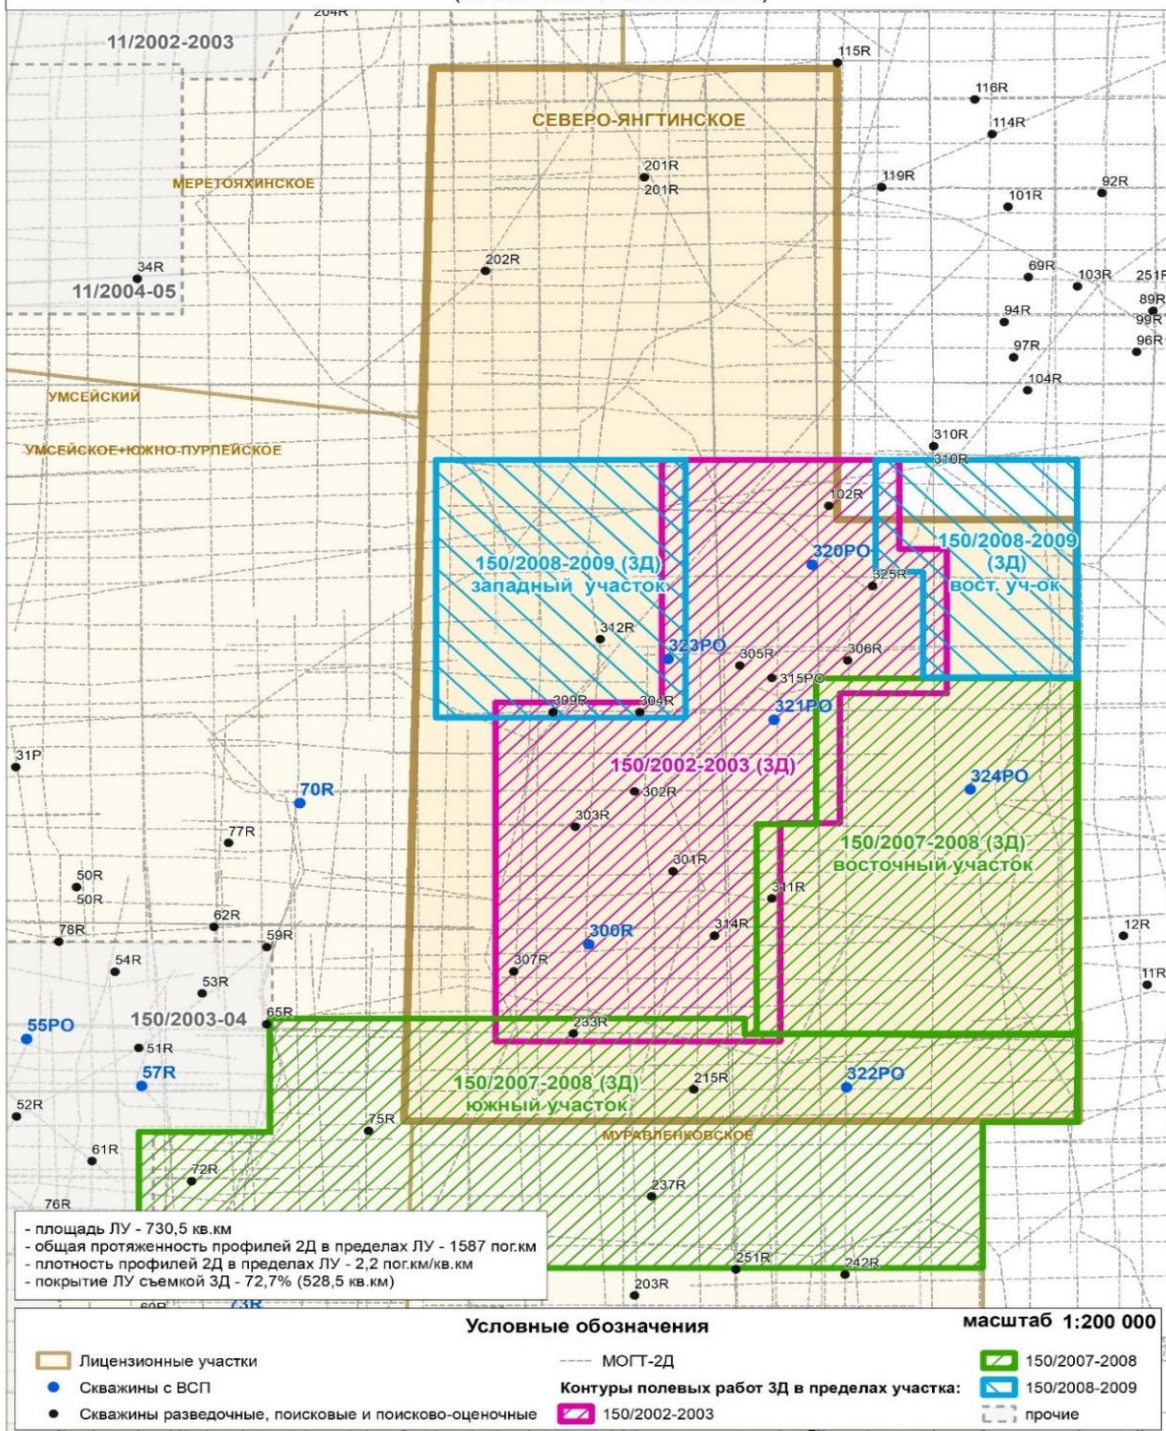 204R
11/2002-2003
115R
116R
СЕВЕРО-ЯНГТИНСКОЕ
114R
201R
МЕРЕТОЯХИНСКОЕ
119R
92R
201R
101R
202R
34R
69R
103R
251R
11/2004-05
89R
94R
99R
97R
96R
104R
УМСЕЙСКИЙ
310R
УМСЕЙСКОЕ+ЮЖНО-ПУРПЕЙСКОЕ
310R
102R
150/2008-2009
(3Д)
вост. уч-ок
320PO
150/2008-2009 (3Д)
западный участок
325R
312R
323PO
305R
306R
315PO
309R
304R
321PO
31P
150/2002-2003 (3Д)
324PO
70R
302R
303R
77R
150/2007-2008 (3Д)
восточный участок
301R
50R
50R
311R
62R
78R
59R
314R
12R
300R
54R
307R
11R
53R
65R
150/2003-04
55PO
233R
51R
57R
150/2007-2008 (3Д)
южный участок
215R
322PO
52R
75R
МУРАВЛЕНКОВСКОЕ
61R
72R
237R
76R
- площадь ЛУ - 730,5 кв.км
- общая протяженность профилей 2Д в пределах ЛУ - 1587 пог.км
- плотность профилей 2Д в пределах ЛУ - 2,2 пог.км/кв.км
- покрытие ЛУ съемкой 3Д - 72,7% (528,5 кв.км)
251R
242R
203R
73R
Условные обозначения
масштаб 1:200 000
Лицензионные участки
МОГТ-2Д
150/2007-2008
Скважины с ВСП
Контуры полевых работ 3Д в пределах участка:
150/2008-2009
Скважины разведочные, поисковые и поисково-оценочные
150/2002-2003
прочие